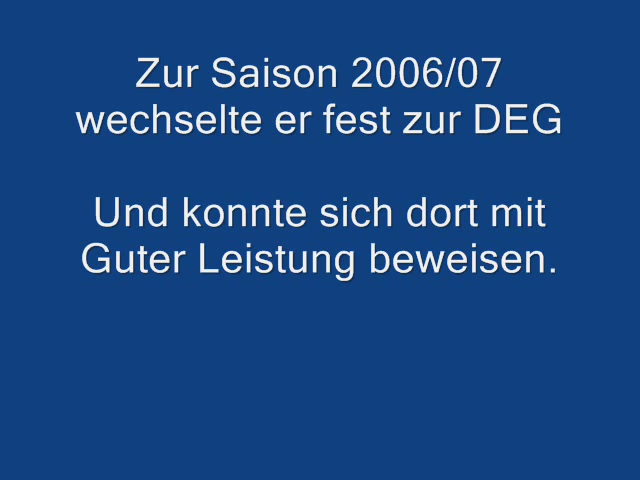 Zur Saison 2006/07
wechselte er fest zur DEG
Und konnte sich dort mit
Guter Leistung beweisen.